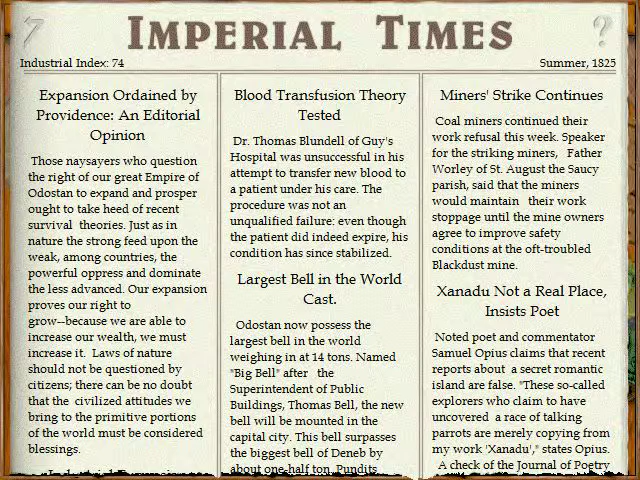 7 IMPERIAL TIMES ?
Industrial Index: 74
Summer, 1825
Expansion Ordained by
Providence: An Editorial
Opinion
Those naysayers who question
the right of our great Empire of
Odostan to expand and prosper
ought to take heed of recent
survival theories. Just as in
nature the strong feed upon the
weak, among countries, the
powerful oppress and dominate
the less advanced. Our expansion
proves our right to
grow--because we are able to
increase our wealth, we must
increase it. Laws of nature
should not be questioned by
citizens; there can be no doubt
that the civilized attitudes we
bring to the primitive portions
of the world must be considered
blessings.
Blood Transfusion Theory
Tested
Dr. Thomas Blundell of Guy's
Hospital was unsuccessful in his
attempt to transfer new blood to
a patient under his care. The
procedure was not an
unqualified failure: even though
the patient did indeed expire, his
condition has since stabilized.
Largest Bell in the World
Cast.
Odostan now possess the
largest bell in the world
weighing in at 14 tons. Named
"Big Bell" after the
Superintendent of Public
Buildings, Thomas Bell, the new
bell will be mounted in the
capital city. This bell surpasses
the biggest bell of Deneb by
about one-half ton. Pundits
Miners' Strike Continues
Coal miners continued their
work refusal this week. Speaker
for the striking miners, Father
Worley of St. August the Saucy
parish, said that the miners
would maintain their work
stoppage until the mine owners
agree to improve safety
conditions at the oft-troubled
Blackdust mine.
Xanadu Not a Real Place,
Insists Poet
Noted poet and commentator
Samuel Opius claims that recent
reports about a secret romantic
island are false. "These so-called
explorers who claim to have
uncovered a race of talking
parrots are merely copying from
my work 'Xanadu'," states Opius.
A check of the Journal of Poetry